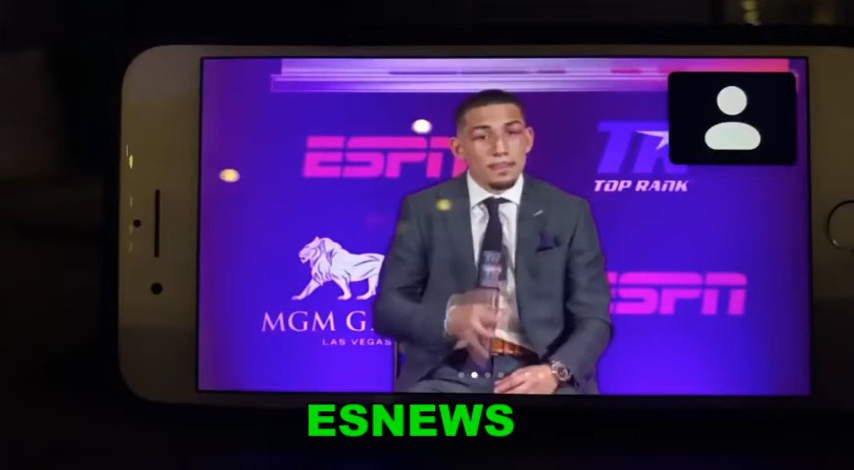 ESPN
TR
TOP RANK
MGM G
LAS VEGAS
ESPN
ESNEWS